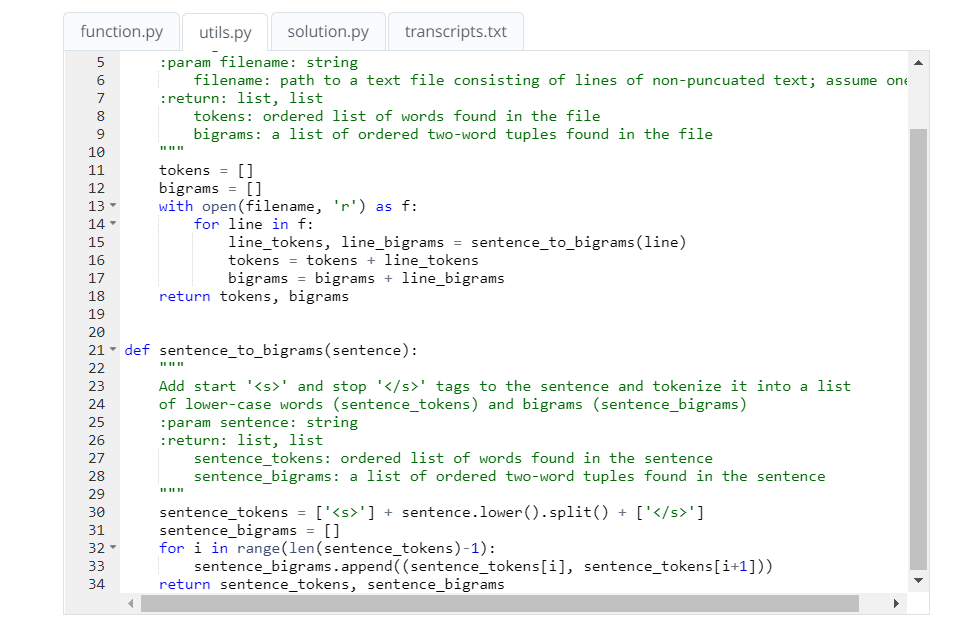 function.py utils.py solution.py transcripts.txt
5 :param filename: string
6 filename: path to a text file consisting of lines of non-puncuated text; assume one
7 :return: list, list
8 tokens: ordered list of words found in the file
9 bigrams: a list of ordered two-word tuples found in the file
10 """
11 tokens = []
12 bigrams = []
13 with open(filename, 'r') as f:
14 for line in f:
15 line_tokens, line_bigrams = sentence_to_bigrams(line)
16 tokens = tokens + line_tokens
17 bigrams = bigrams + line_bigrams
18 return tokens, bigrams
19
20
21 def sentence_to_bigrams(sentence):
22 """
23 Add start '<s>' and stop '</s>' tags to the sentence and tokenize it into a list
24 of lower-case words (sentence_tokens) and bigrams (sentence_bigrams)
25 :param sentence: string
26 :return: list, list
27 sentence_tokens: ordered list of words found in the sentence
28 sentence_bigrams: a list of ordered two-word tuples found in the sentence
29 """
30 sentence_tokens = ['<s>'] + sentence.lower().split() + ['</s>']
31 sentence_bigrams = []
32 for i in range(len(sentence_tokens)-1):
33 sentence_bigrams.append((sentence_tokens[i], sentence_tokens[i+1]))
34 return sentence_tokens, sentence_bigrams